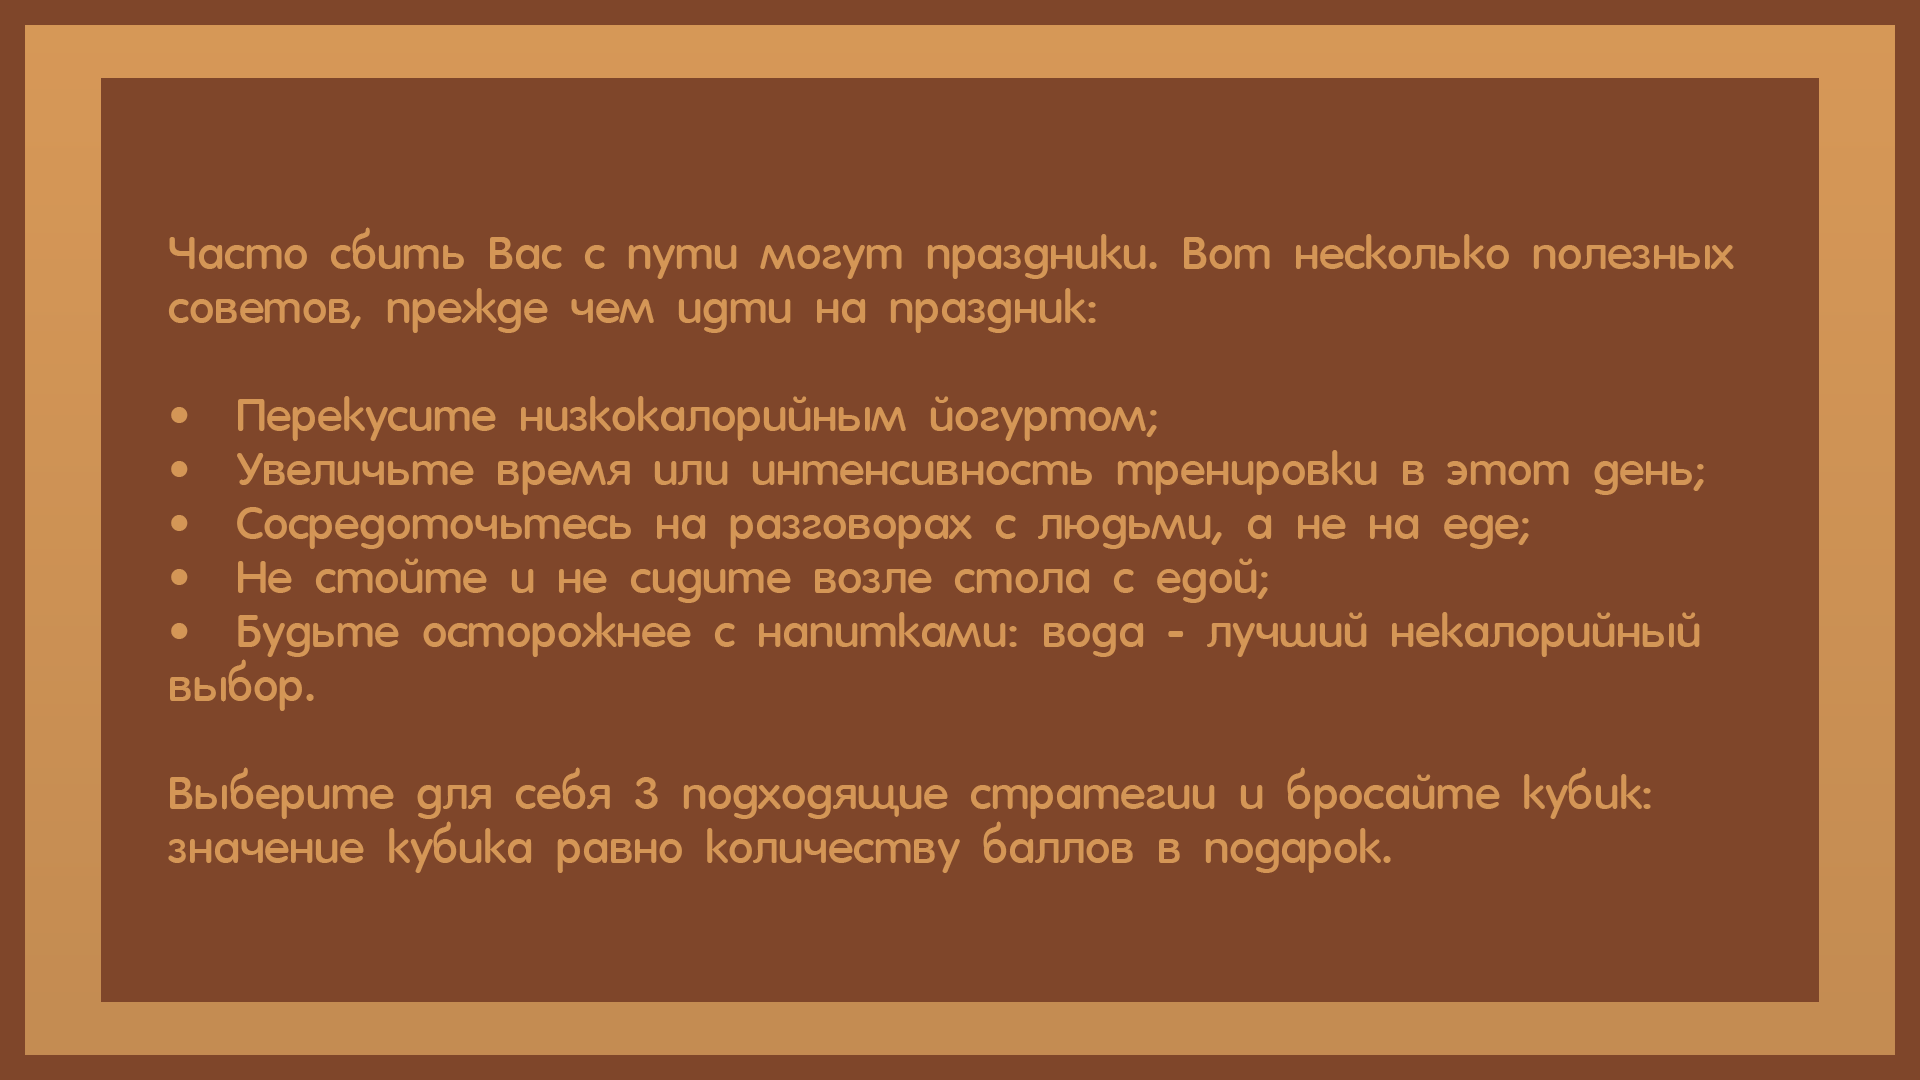 Часто сбить Вас с пути могут праздники. Вот несколько полезных
советов, прежде чем идти на праздник:
• Перекусите низкокалорийным йогуртом;
• Увеличьте время или интенсивность тренировки в этот день;
• Сосредоточьтесь на разговорах с людьми, а не на еде;
• Не стойте и не сидите возле стола с едой;
• Будьте осторожнее с напитками: вода - лучший некалорийный
выбор.
Выберите для себя 3 подходящие стратегии и бросайте кубик:
значение кубика равно количеству баллов в подарок.